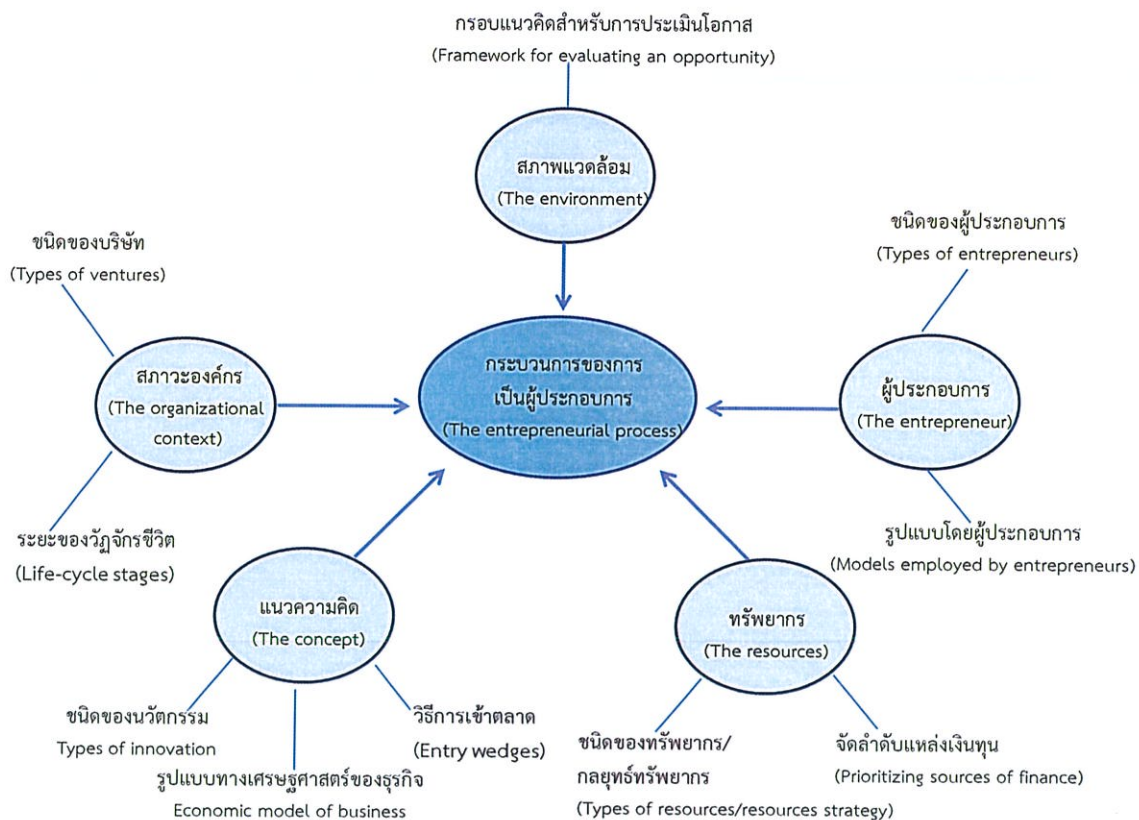 กรอบแนวคิดสำหรับการประเมินโอกาส
(Framework for evaluating an opportunity)
สภาพแวดล้อม
(The environment)
ชนิดของผู้ประกอบการ
(Types of entrepreneurs)
ชนิดของบริษัท
(Types of ventures)
กระบวนการของการ
เป็นผู้ประกอบการ
(The entrepreneurial process)
สภาวะองค์กร
(The organizational
context)
ผู้ประกอบการ
(The entrepreneur)
ระยะของวัฏจักรชีวิต
(Life-cycle stages)
รูปแบบโดยผู้ประกอบการ
(Models employed by entrepreneurs)
แนวความคิด
(The concept)
ทรัพยากร
(The resources)
ชนิดของนวัตกรรม
Types of innovation
วิธีการเข้าตลาด
(Entry wedges)
รูปแบบทางเศรษฐศาสตร์ของธุรกิจ
Economic model of business
ชนิดของทรัพยากร/
กลยุทธ์ทรัพยากร
(Types of resources/resources strategy)
จัดลำดับแหล่งเงินทุน
(Prioritizing sources of finance)